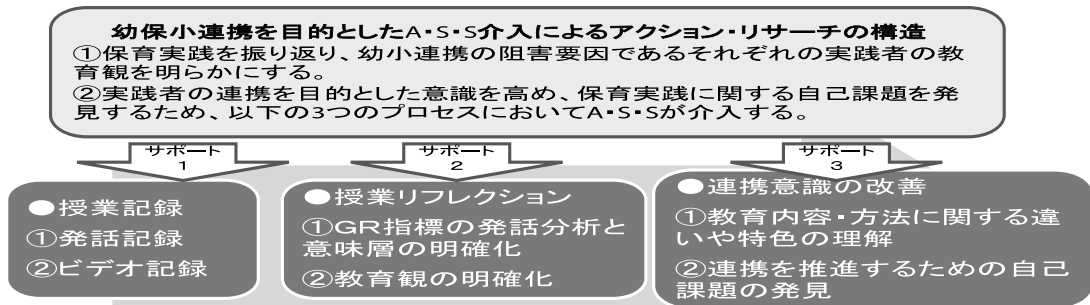 幼保小連携を目的としたA・S・S介入によるアクション・リサーチの構造
①保育実践を振り返り、幼小連携の阻害要因であるそれぞれの実践者の教
育観を明らかにする。
②実践者の連携を目的とした意識を高め、保育実践に関する自己課題を発
見するため、以下の3つのプロセスにおいてA・S・Sが介入する。
サポート
1
●授業記録
①発話記録
②ビデオ記録
サポート
2
●授業リフレクション
①GR指標の発話分析と
意味層の明確化
②教育観の明確化
サポート
3
●連携意識の改善
①教育内容・方法に関する違
いや特色の理解
②連携を推進するための自己
課題の発見